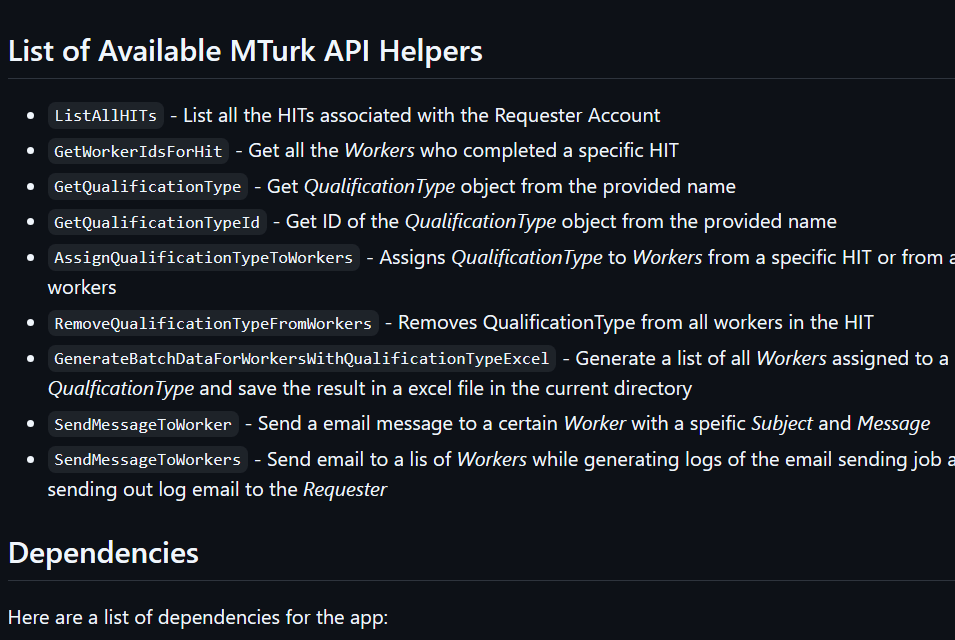 List of Available MTurk API Helpers
ListAllHITs - List all the HITs associated with the Requester Account
GetWorkerIdsForHit - Get all the Workers who completed a specific HIT
GetQualificationType - Get QualificationType object from the provided name
GetQualificationTypeId - Get ID of the QualificationType object from the provided name
AssignQualificationTypeToWorkers - Assigns QualificationType to Workers from a specific HIT or from a
workers
RemoveQualificationTypeFromWorkers - Removes QualificationType from all workers in the HIT
GenerateBatchDataForWorkersWithQualificationTypeExcel - Generate a list of all Workers assigned to a
QualficationType and save the result in a excel file in the current directory
SendMessageToWorker - Send a email message to a certain Worker with a speific Subject and Message
SendMessageToWorkers - Send email to a lis of Workers while generating logs of the email sending job a
sending out log email to the Requester
Dependencies
Here are a list of dependencies for the app: